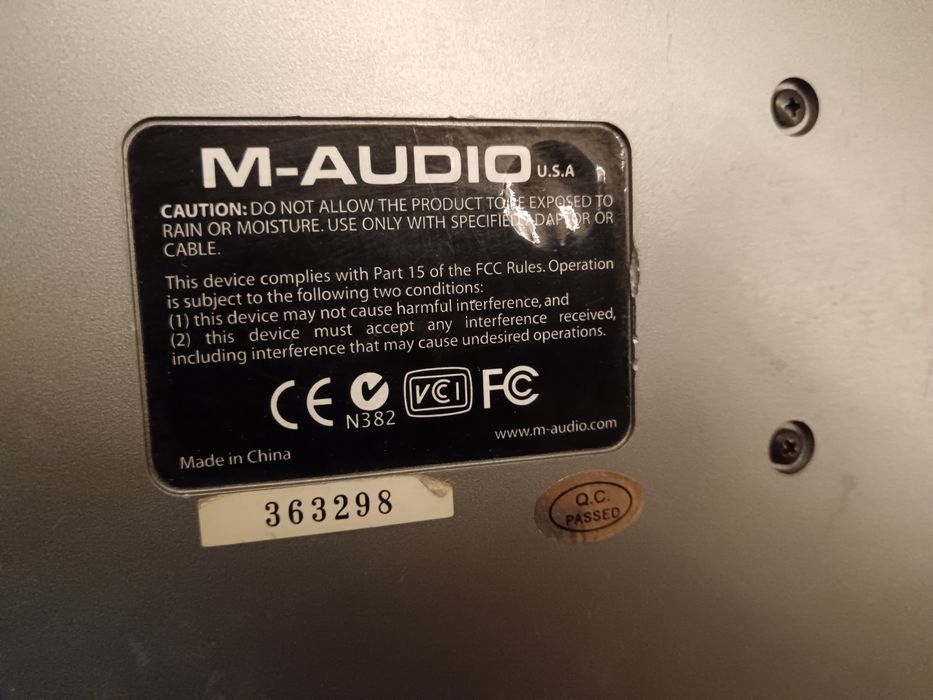 M-AUDIO U.S.A
CAUTION: DO NOT ALLOW THE PRODUCT TO BE EXPOSED TO
RAIN OR MOISTURE. USE ONLY WITH SPECIFIED ADAPTOR OR
CABLE.
This device complies with Part 15 of the FCC Rules. Operation
is subject to the following two conditions:
(1) this device may not cause harmful interference, and
(2) this device must accept any interference received,
including interference that may cause undesired operations.
CE N382 VCI FC
www.m-audio.com
Made in China
363298
Q.C.
PASSED